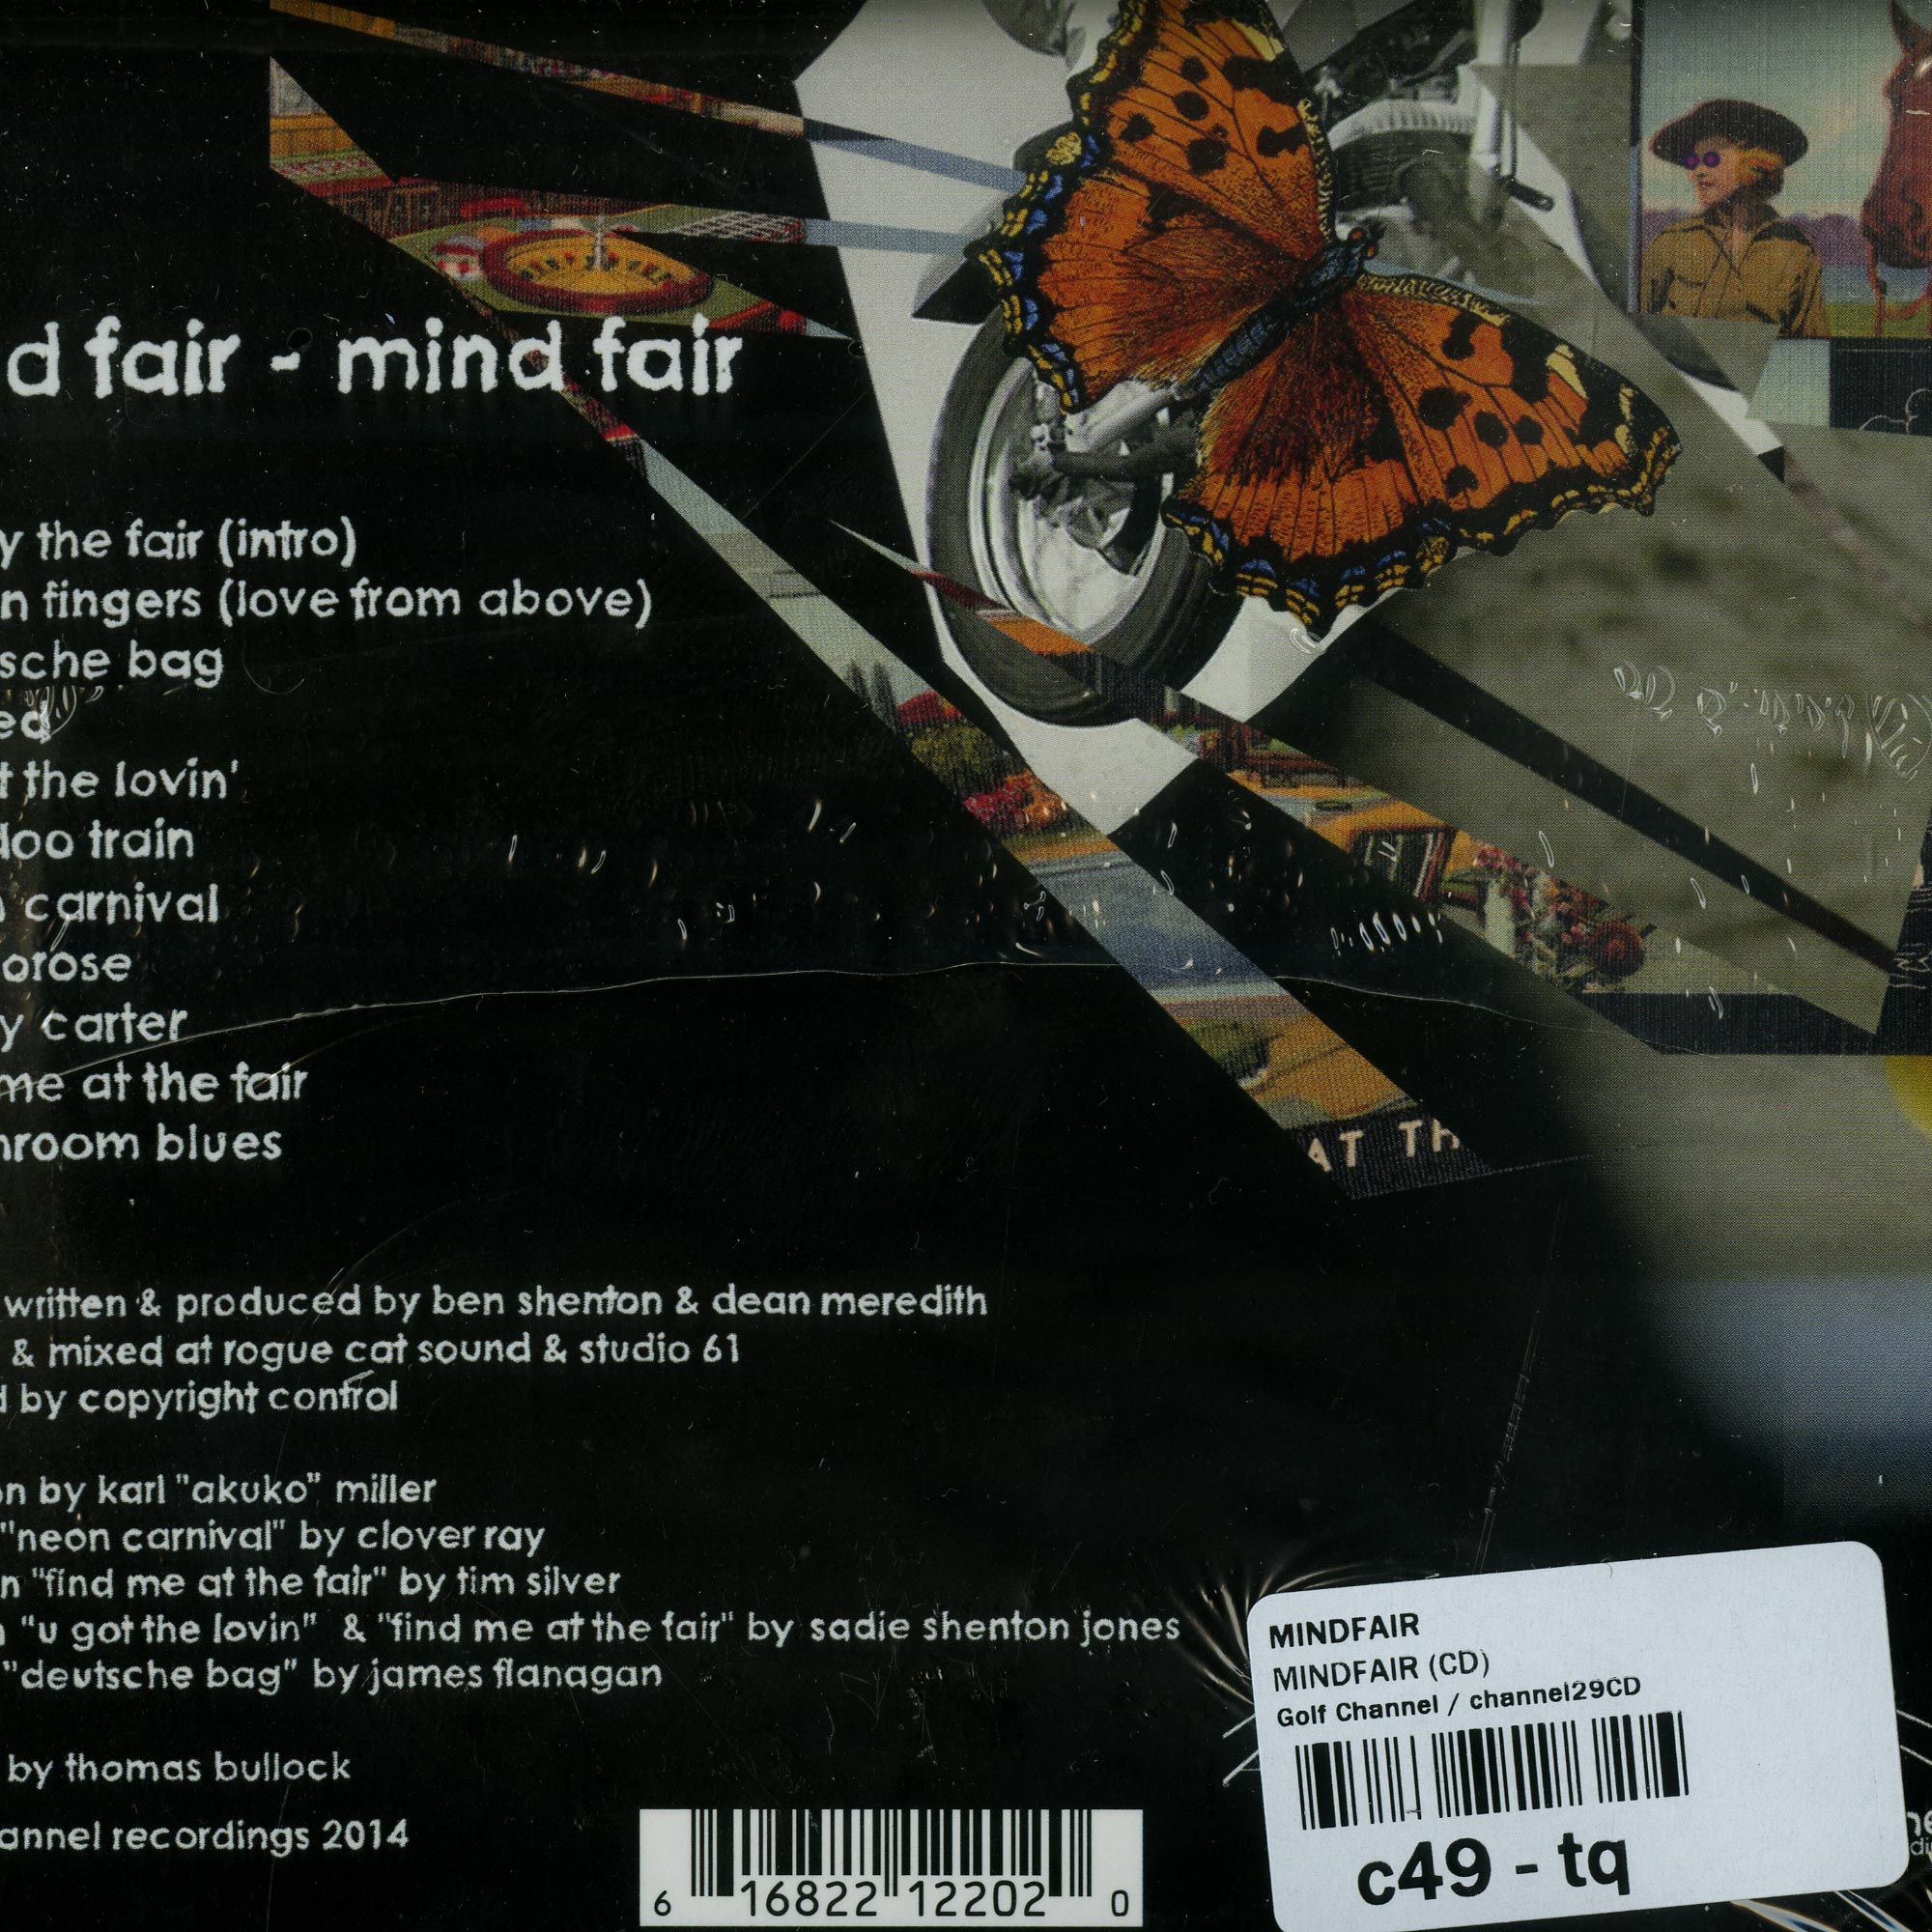 d fair - mind fair
y the fair (intro)
n fingers (love from above)
sche bag
ed
t the lovin'
doo train
carnival
orose
y carter
me at the fair
hroom blues
AT TH
written & produced by ben shenton & dean meredith
& mixed at rogue cat sound & studio 61
d by copyright control
on by karl "akuko" miller
"neon carnival" by clover ray
n "find me at the fair" by tim silver
n "u got the lovin" & "find me at the fair" by sadie shenton jones
"deutsche bag" by james flanagan
by thomas bullock
annel recordings 2014
6 16822 12202 0
MINDFAIR
MINDFAIR (CD)
Golf Channel / channel29CD
c49 - tq